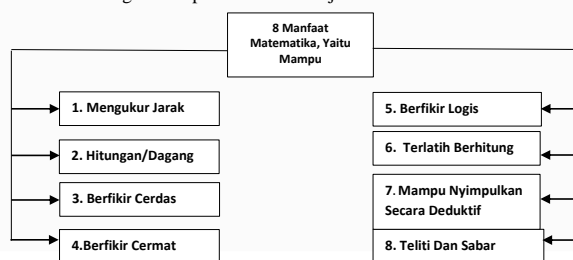 8 Manfaat
Matematika, Yaitu
Mampu
1. Mengukur Jarak
2. Hitungan/Dagang
3. Berfikir Cerdas
4.Berfikir Cermat
5. Berfikir Logis
6. Terlatih Berhitung
7. Mampu Nyimpulkan
Secara Deduktif
8. Teliti Dan Sabar